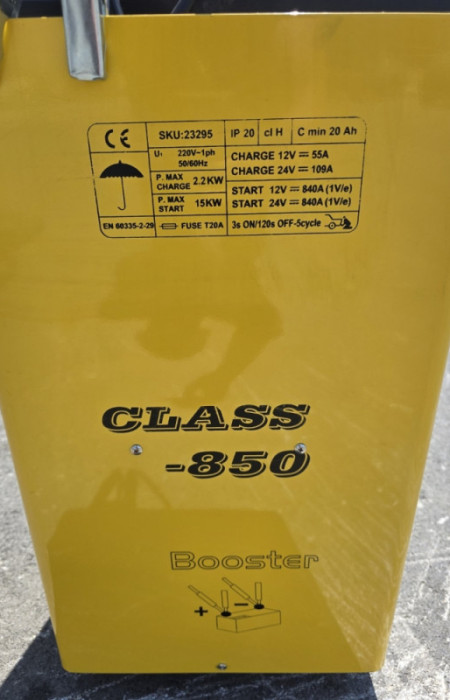 CE
SKU:23295
IP 20
cl H
C min 20 Ah
U₁ 220V~1ph
50/60Hz
CHARGE 12V ⎓ 55A
CHARGE 24V ⎓ 109A
P. MAX
CHARGE 2.2KW
P. MAX
START 15KW
START 12V ⎓ 840A (1V/e)
START 24V ⎓ 840A (1V/e)
EN 60335-2-29
FUSE T20A
3s ON/120s OFF-5cycle
CLASS
-850
Booster
+ −